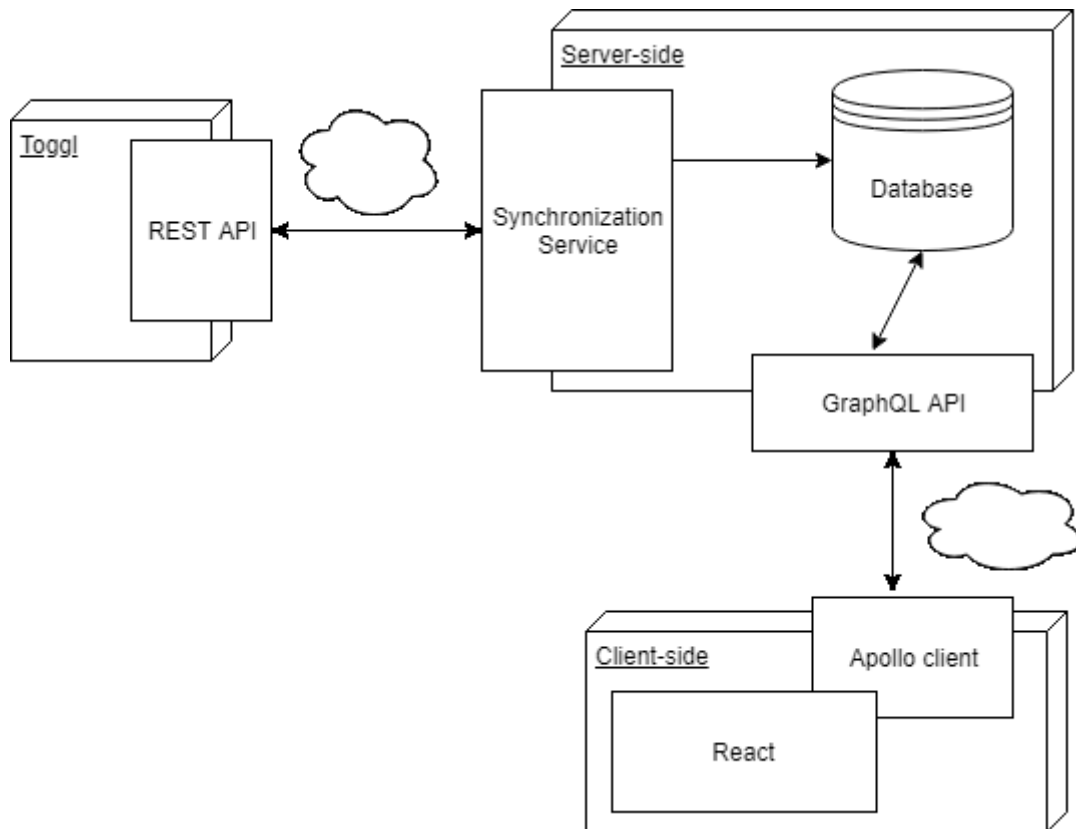 Server-side
Toggl
Database
REST API
Synchronization
Service
GraphQL API
Client-side
Apollo client
React